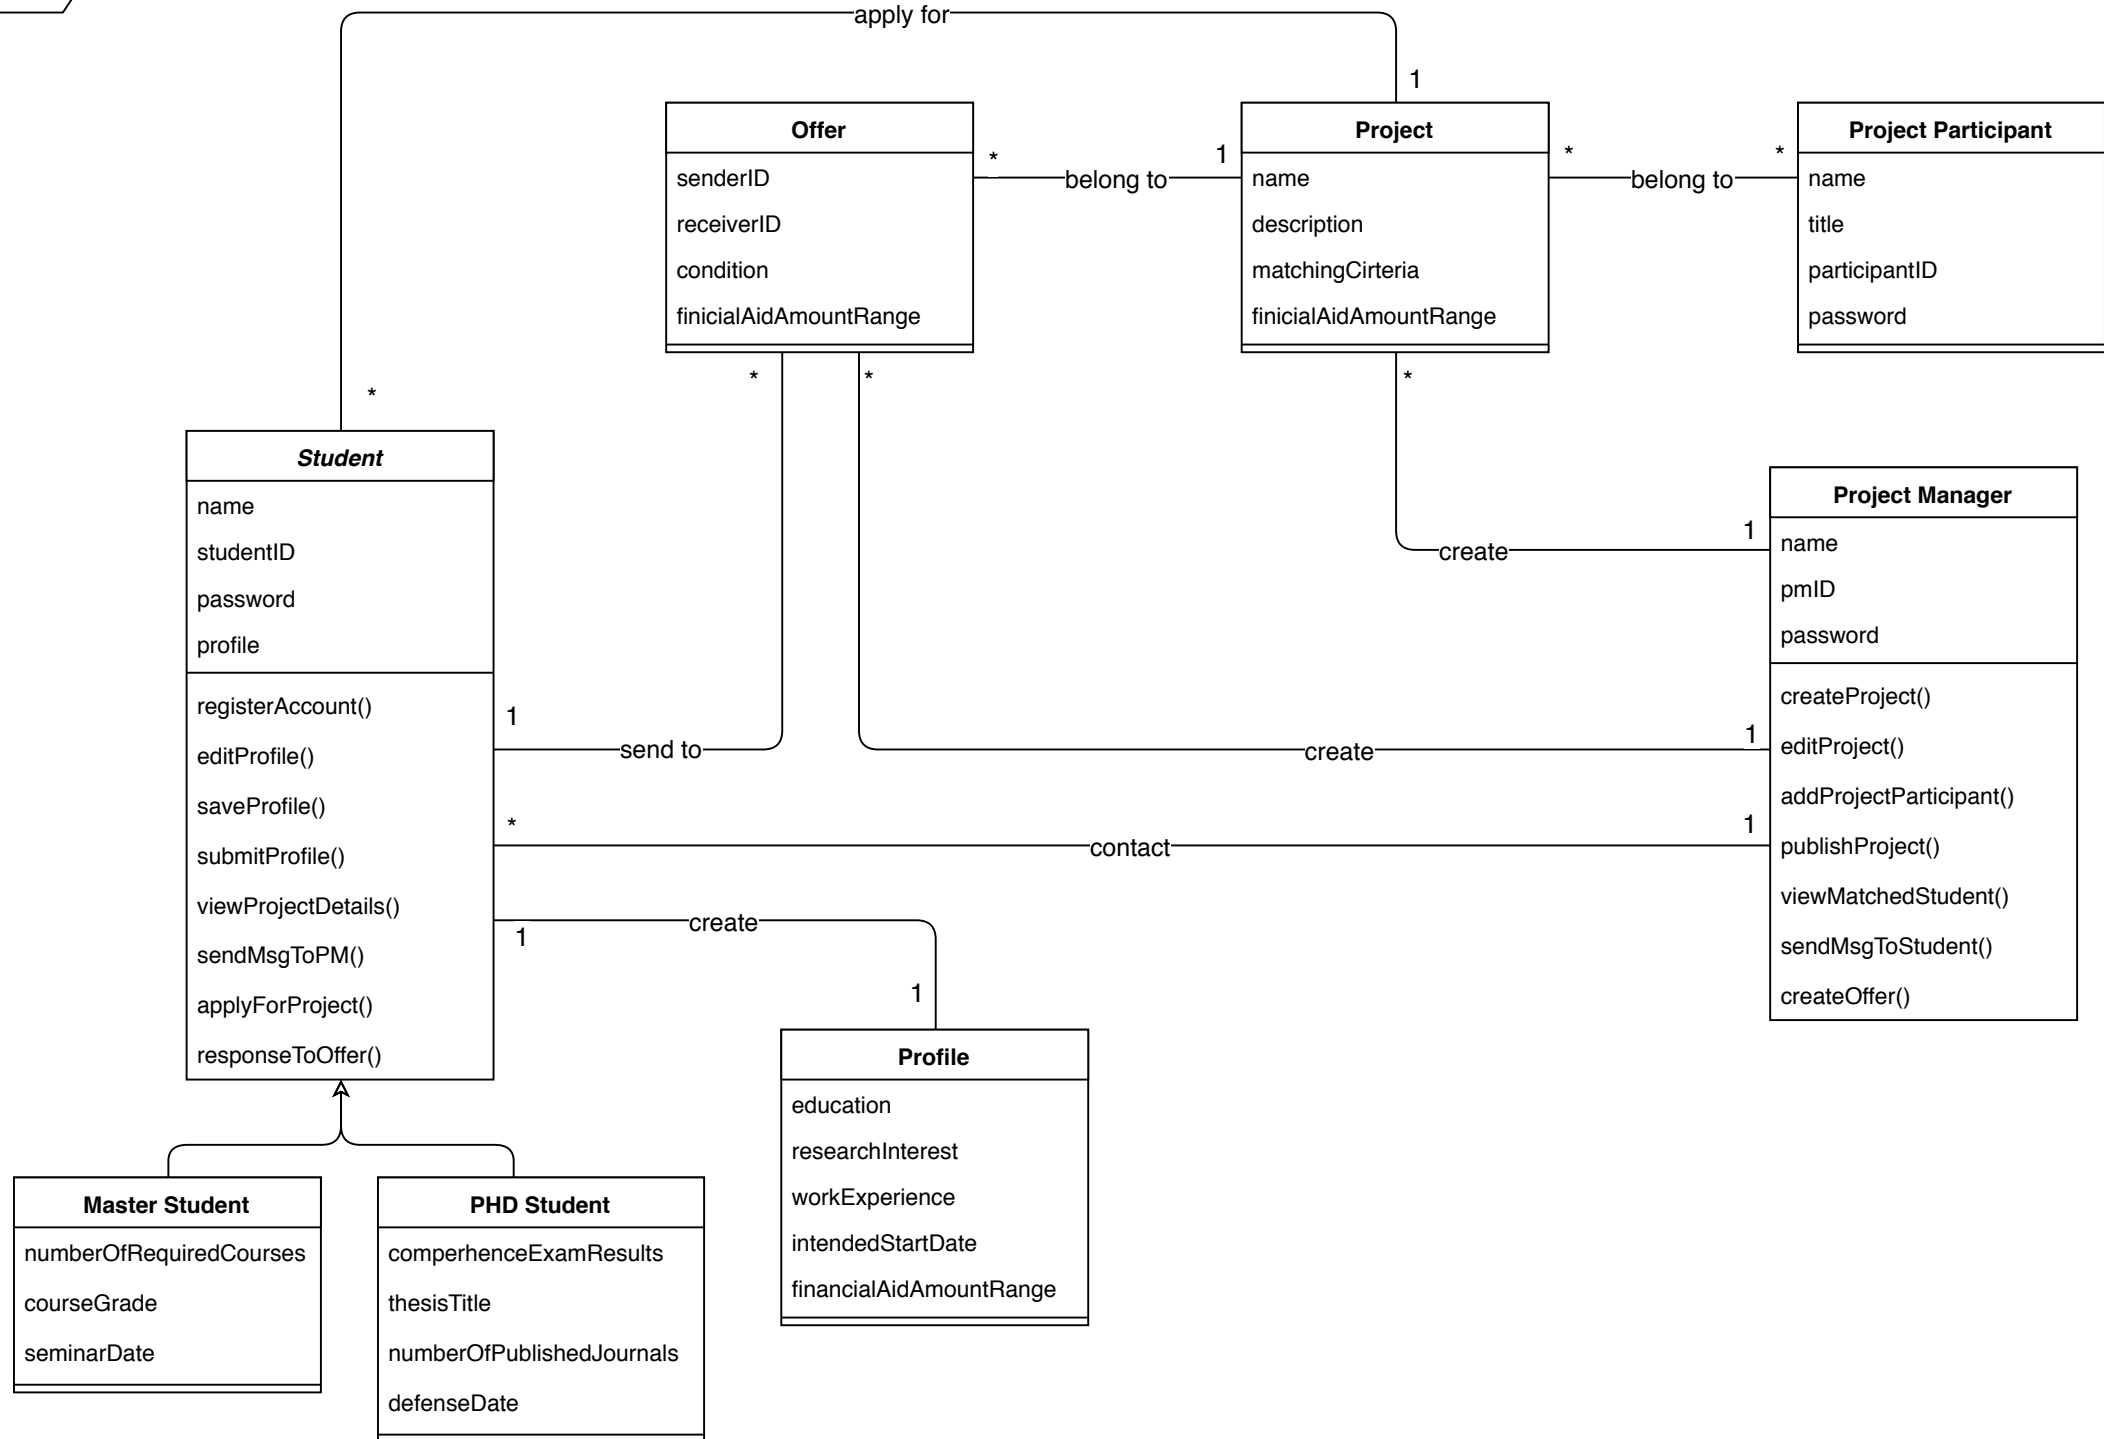 apply for
1
Offer
senderID
receiverID
condition
finicialAidAmountRange
*
belong to
1
Project
name
description
matchingCirteria
finicialAidAmountRange
*
belong to
*
Project Participant
name
title
participantID
password
*
*
*
*
Student
name
studentID
password
profile
registerAccount()
editProfile()
saveProfile()
submitProfile()
viewProjectDetails()
sendMsgToPM()
applyForProject()
responseToOffer()
1
create
Project Manager
name
pmID
password
createProject()
editProject()
addProjectParticipant()
publishProject()
viewMatchedStudent()
sendMsgToStudent()
createOffer()
1
send to
create
1
*
contact
1
create
1
1
Profile
education
researchInterest
workExperience
intendedStartDate
financialAidAmountRange
Master Student
numberOfRequiredCourses
courseGrade
seminarDate
PHD Student
comperhenceExamResults
thesisTitle
numberOfPublishedJournals
defenseDate